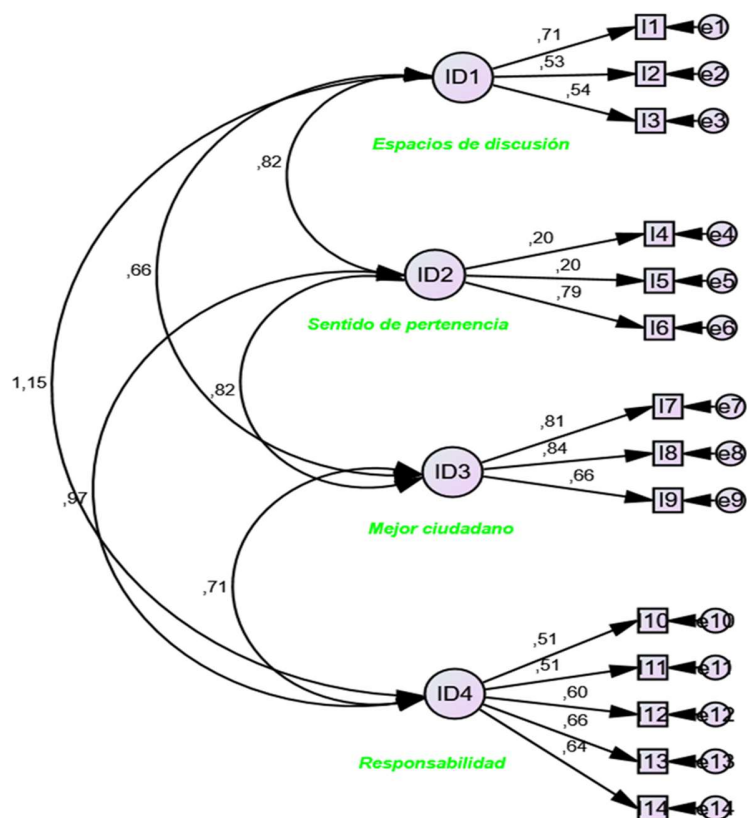 ,71
I1
e1
ID1
,53
I2
e2
,54
I3
e3
Espacios de discusión
,82
,20
I4
e4
,66
ID2
,20
I5
e5
,79
I6
e6
Sentido de pertenencia
1,15
,82
,81
I7
e7
,84
I8
e8
ID3
,66
I9
e9
,97
Mejor ciudadano
,71
,51
I10
e10
,51
I11
e11
ID4
,60
I12
e12
,66
I13
e13
,64
Responsabilidad
I14
e14